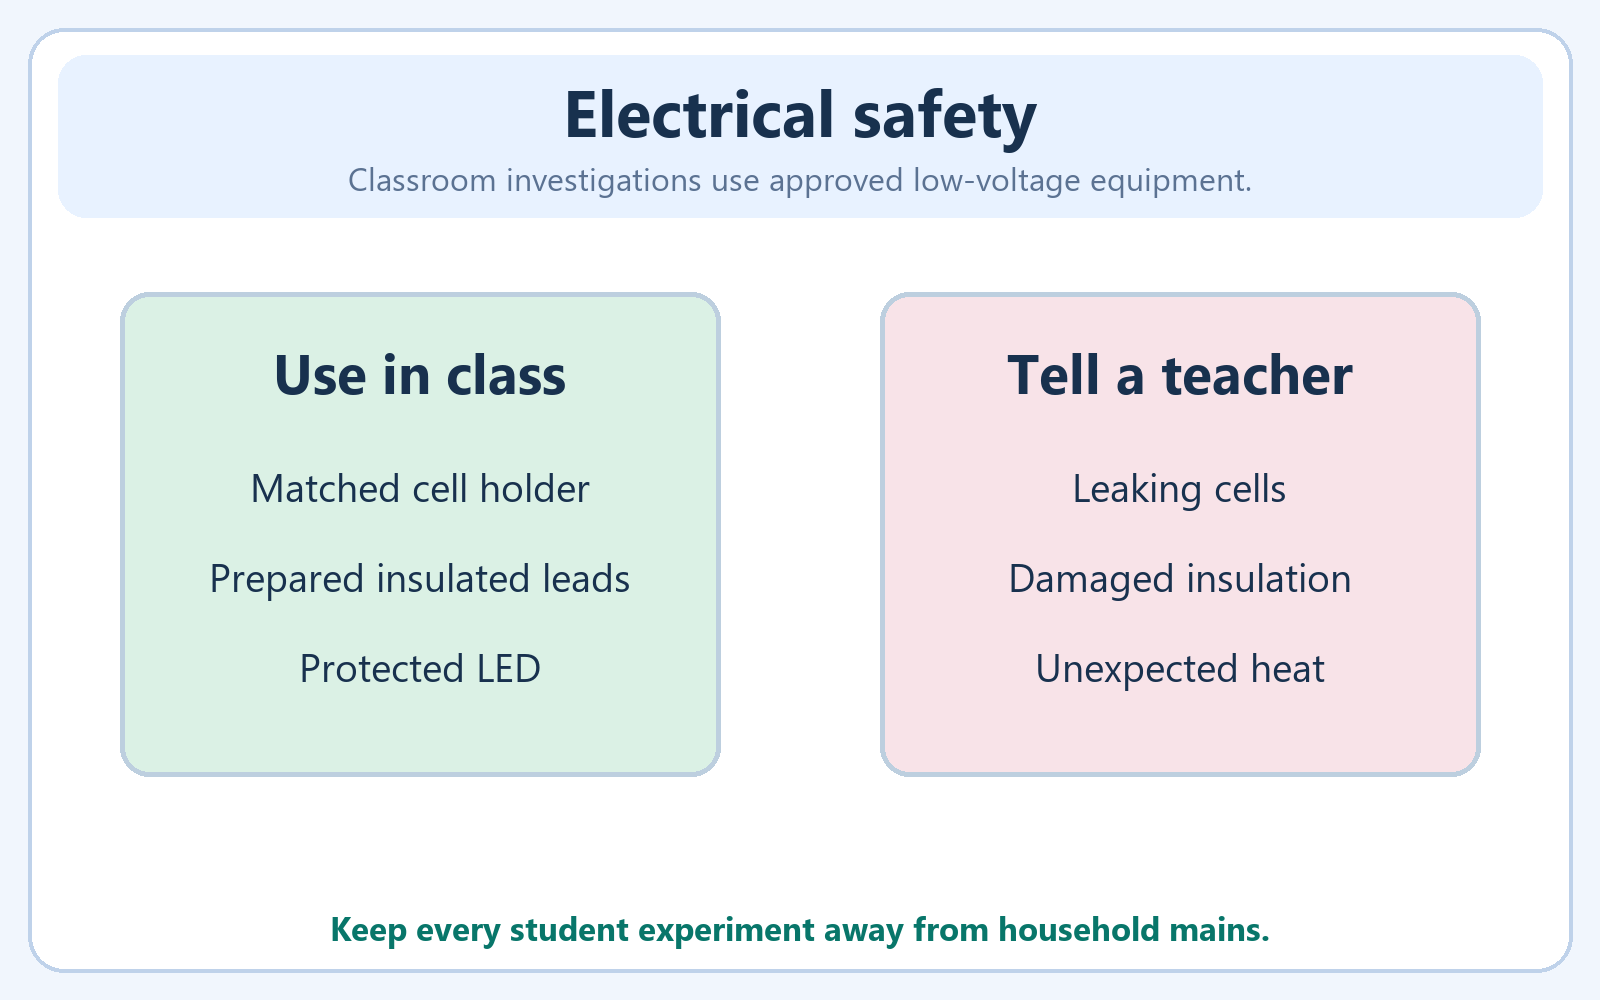 Electrical safety
Classroom investigations use approved low-voltage equipment.
Use in class
Matched cell holder
Prepared insulated leads
Protected LED
Tell a teacher
Leaking cells
Damaged insulation
Unexpected heat
Keep every student experiment away from household mains.